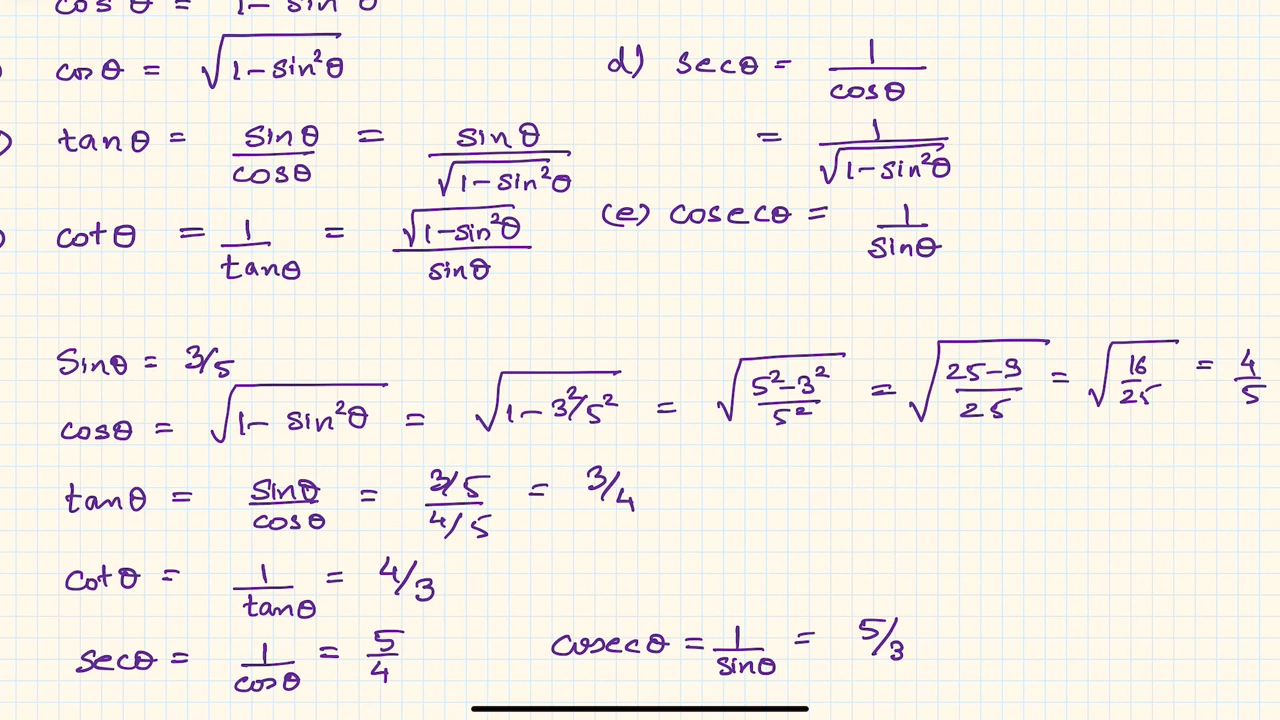 cos²θ = 1 - sin²θ
) cosθ = √(1-sin²θ)
) tanθ = sinθ/cosθ = sinθ/√(1-sin²θ)
) cotθ = 1/tanθ = √(1-sin²θ)/sinθ
d) secθ = 1/cosθ
= 1/√(1-sin²θ)
(e) cosecθ = 1/sinθ
Sinθ = 3/5
cosθ = √(1- sin²θ) = √(1-3²/5²) = √((5²-3²)/5²) = √((25-9)/25) = √(16/25) = 4/5
tanθ = sinθ/cosθ = (3/5)/(4/5) = 3/4
cotθ = 1/tanθ = 4/3
secθ = 1/cosθ = 5/4
cosecθ = 1/sinθ = 5/3